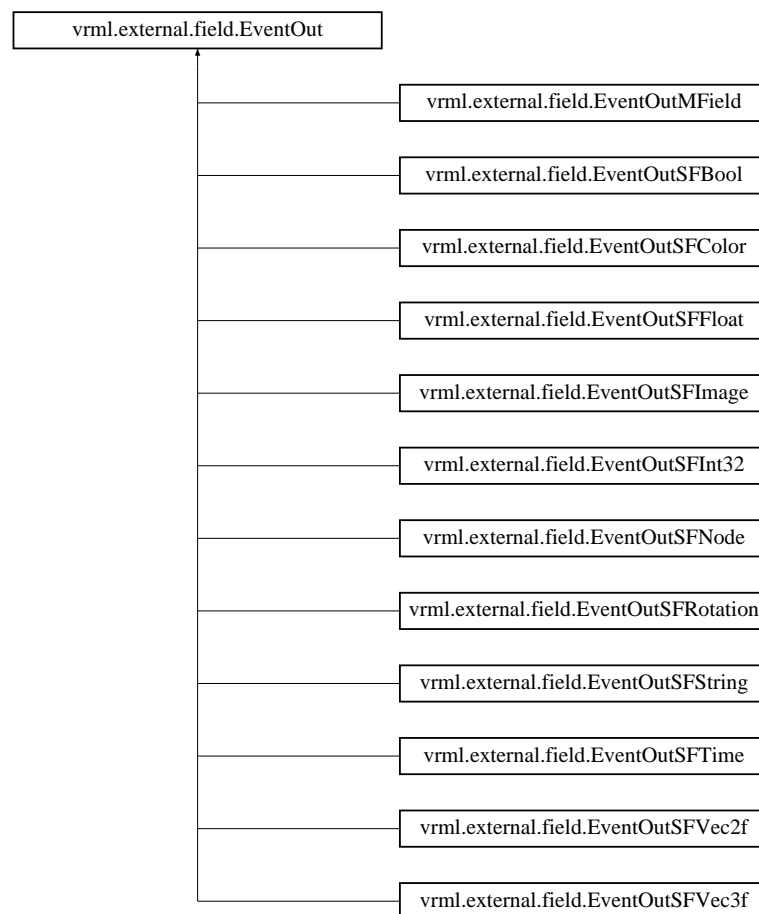 vrml.external.field.EventOut
vrml.external.field.EventOutMField
vrml.external.field.EventOutSFBool
vrml.external.field.EventOutSFColor
vrml.external.field.EventOutSFFloat
vrml.external.field.EventOutSFImage
vrml.external.field.EventOutSFInt32
vrml.external.field.EventOutSFNode
vrml.external.field.EventOutSFRotation
vrml.external.field.EventOutSFString
vrml.external.field.EventOutSFTime
vrml.external.field.EventOutSFVec2f
vrml.external.field.EventOutSFVec3f